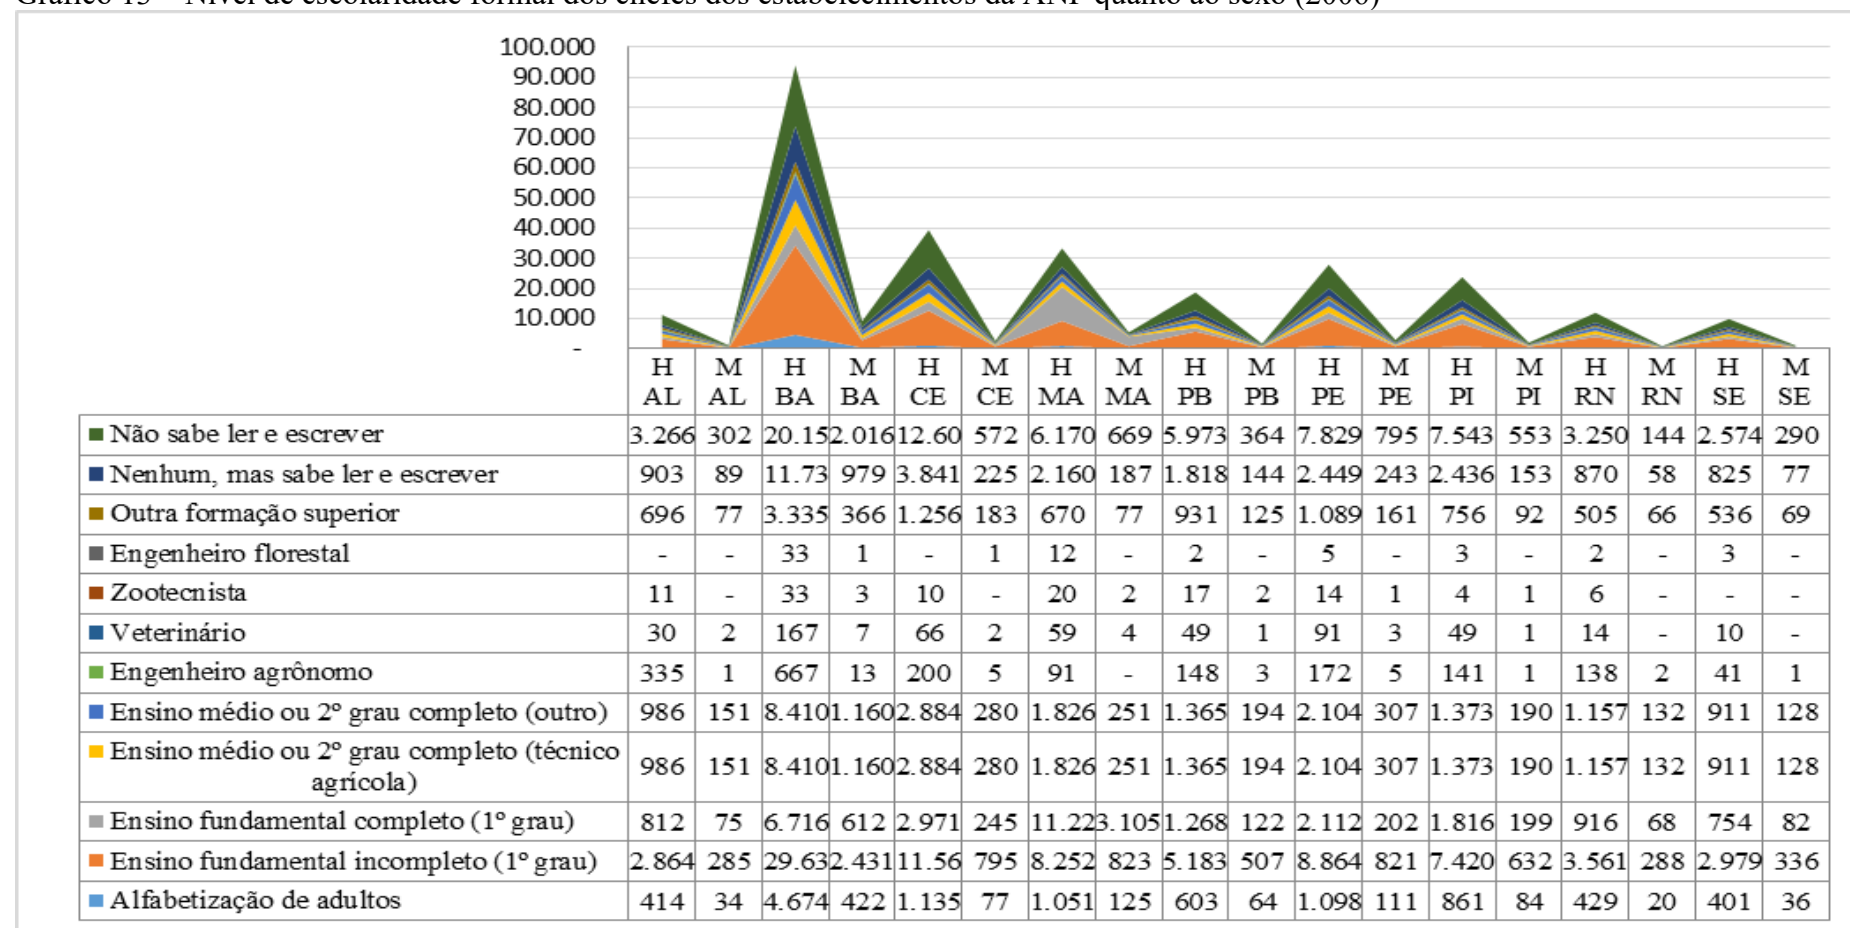 Gráfico 15 – Nível de escolaridade formal dos chefes dos estabelecimentos da ANF quanto ao sexo (2006)
100.000
90.000
80.000
70.000
60.000
50.000
40.000
30.000
20.000
10.000
-
H M H M H M H M H M H M H M H M H M
AL AL BA BA CE CE MA MA PB PB PE PE PI PI RN RN SE SE
Não sabe ler e escrever 3.266 302 20.15 2.016 12.60 572 6.170 669 5.973 364 7.829 795 7.543 553 3.250 144 2.574 290
Nenhum, mas sabe ler e escrever 903 89 11.73 979 3.841 225 2.160 187 1.818 144 2.449 243 2.436 153 870 58 825 77
Outra formação superior 696 77 3.335 366 1.256 183 670 77 931 125 1.089 161 756 92 505 66 536 69
Engenheiro florestal - - 33 1 - 1 12 - 2 - 5 - 3 - 2 - 3 -
Zootecnista 11 - 33 3 10 - 20 2 17 2 14 1 4 1 6 - - -
Veterinário 30 2 167 7 66 2 59 4 49 1 91 3 49 1 14 - 10 -
Engenheiro agrônomo 335 1 667 13 200 5 91 - 148 3 172 5 141 1 138 2 41 1
Ensino médio ou 2º grau completo (outro) 986 151 8.410 1.160 2.884 280 1.826 251 1.365 194 2.104 307 1.373 190 1.157 132 911 128
Ensino médio ou 2º grau completo (técnico
agrícola) 986 151 8.410 1.160 2.884 280 1.826 251 1.365 194 2.104 307 1.373 190 1.157 132 911 128
Ensino fundamental completo (1º grau) 812 75 6.716 612 2.971 245 11.22 3.105 1.268 122 2.112 202 1.816 199 916 68 754 82
Ensino fundamental incompleto (1º grau) 2.864 285 29.63 2.431 11.56 795 8.252 823 5.183 507 8.864 821 7.420 632 3.561 288 2.979 336
Alfabetização de adultos 414 34 4.674 422 1.135 77 1.051 125 603 64 1.098 111 861 84 429 20 401 36